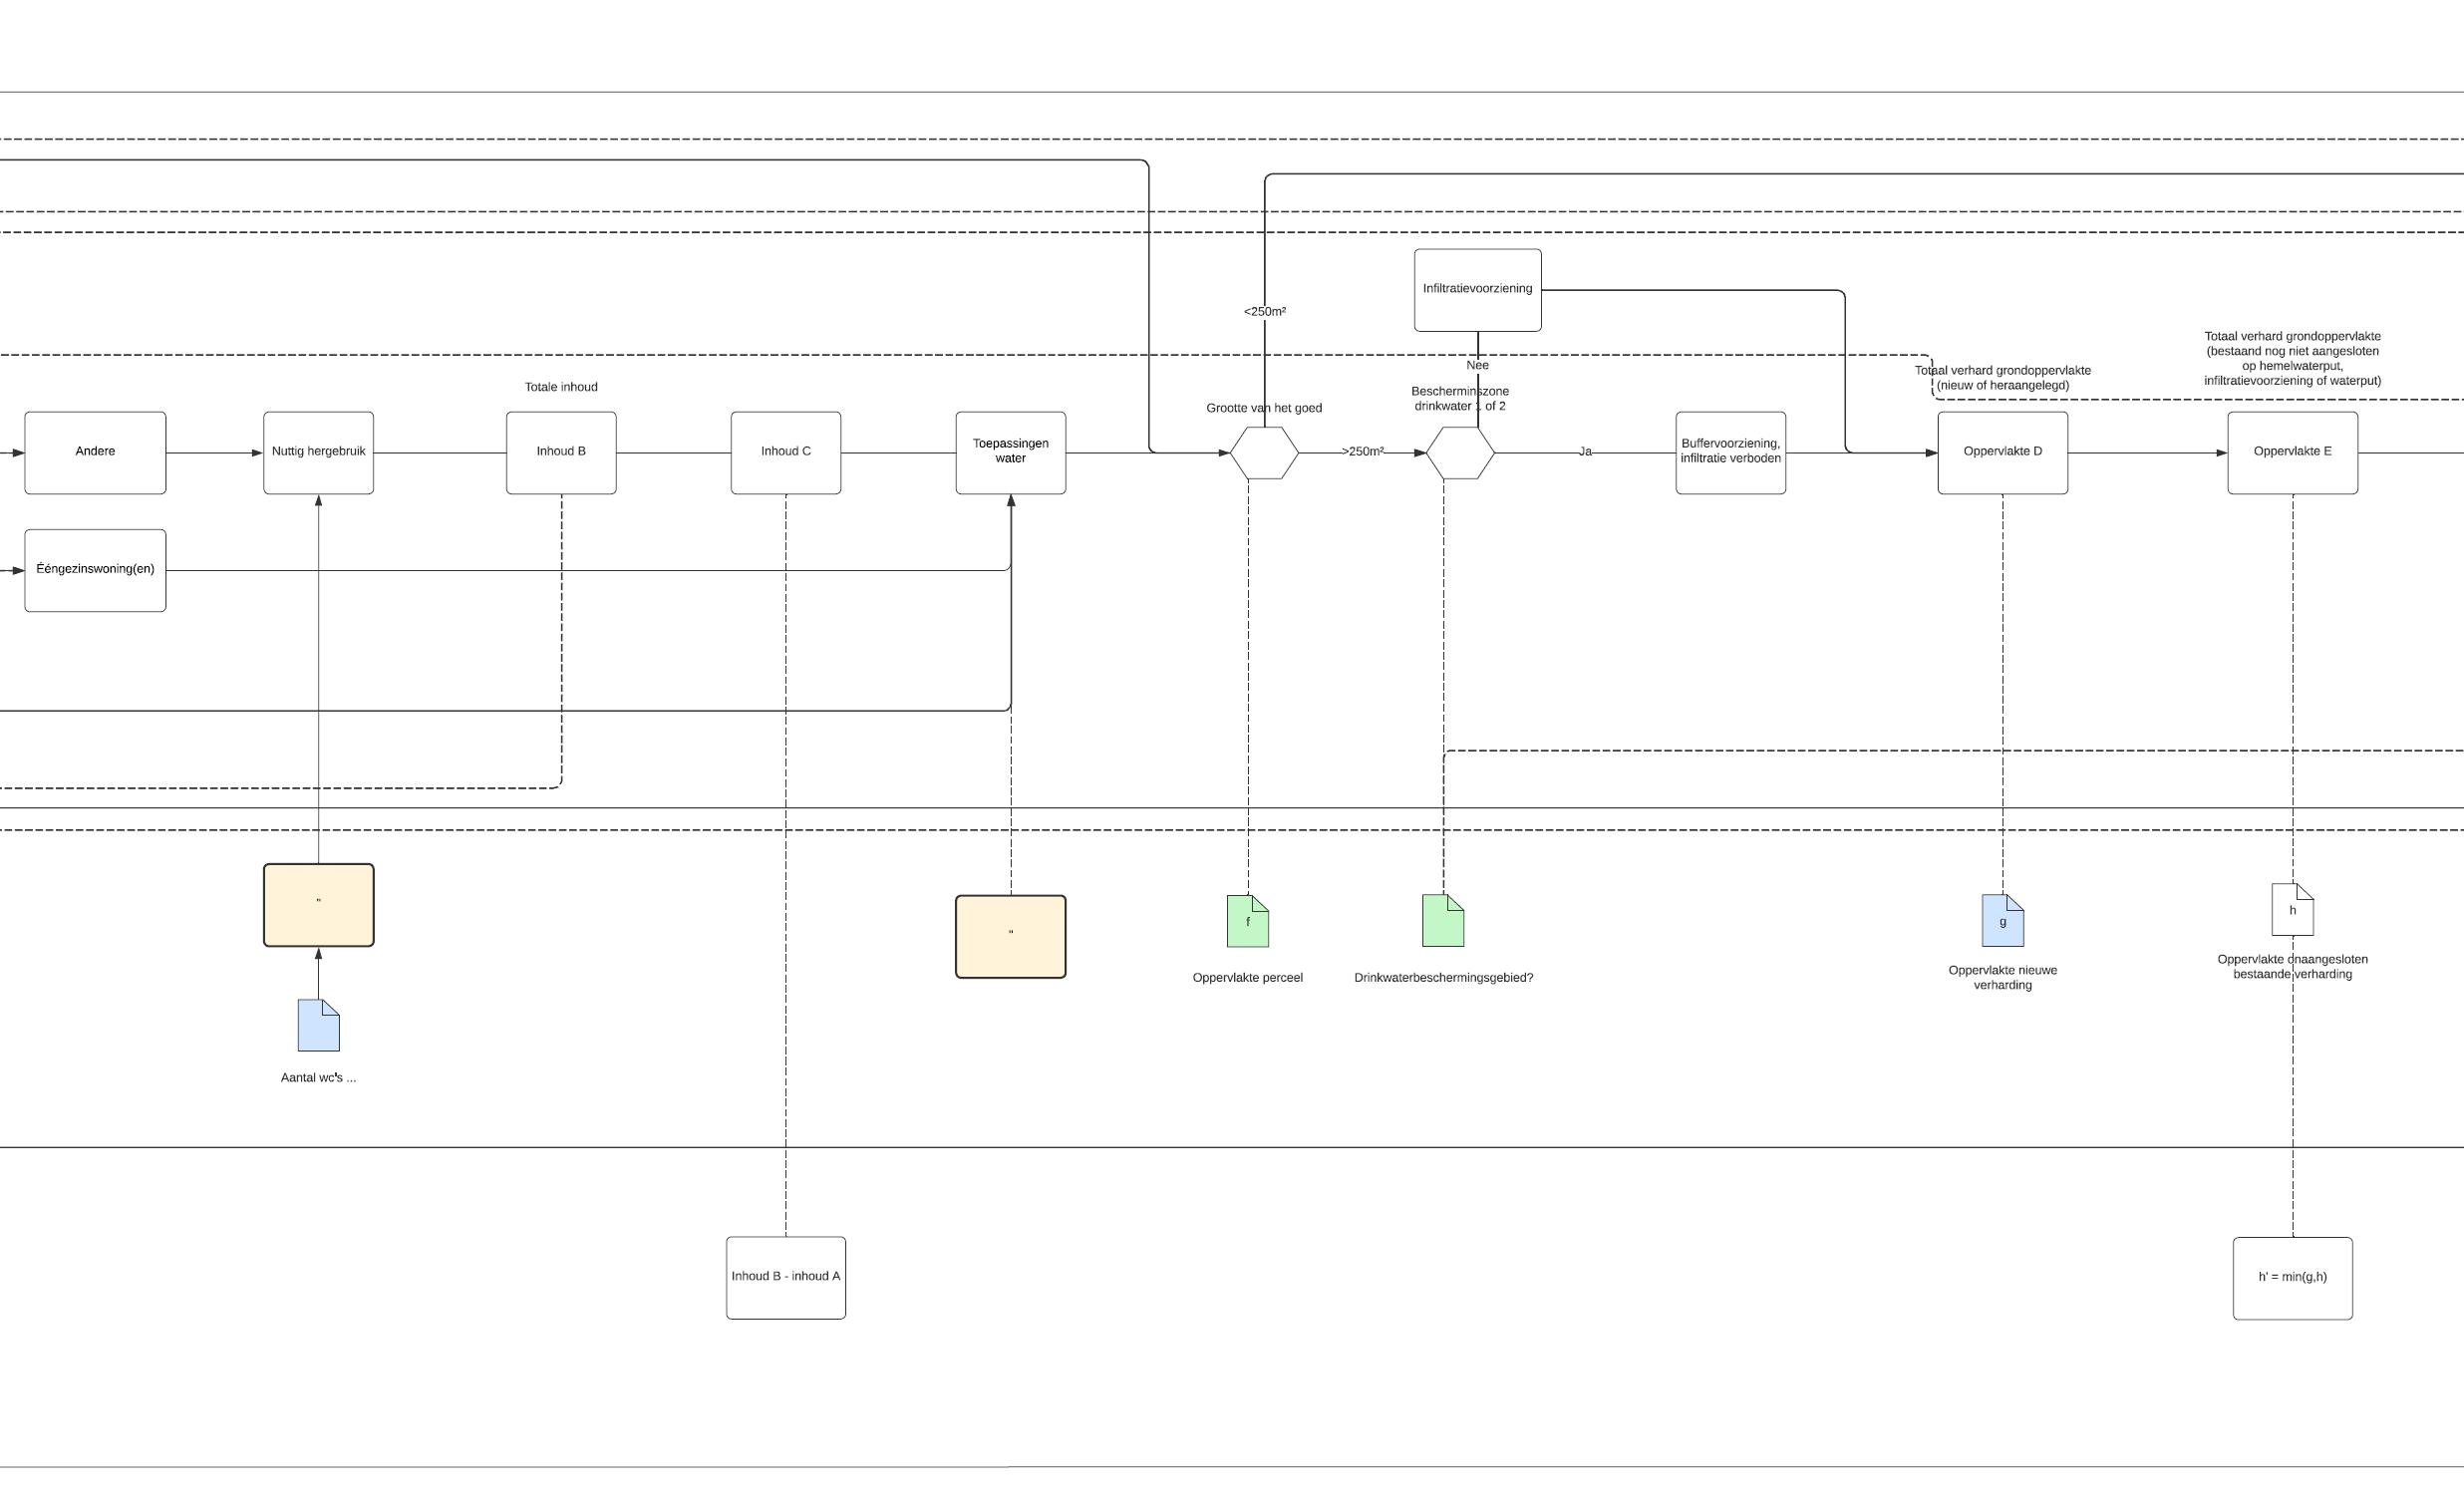 <250m²
Infiltratievoorziening
Nee
Totale inhoud
Grootte van het goed
Bescherminszone
drinkwater 1 of 2
Totaal verhard grondoppervlakte
(nieuw of heraangelegd)
Totaal verhard grondoppervlakte
(bestaand nog niet aangesloten
op hemelwaterput,
infiltratievoorziening of waterput)
Andere
Nuttig hergebruik
Inhoud B
Inhoud C
Toepassingen
water
>250m²
Ja
Buffervoorziening,
infiltratie verboden
Oppervlakte D
Oppervlakte E
Ééngezinswoning(en)
"
"
f
g
h
Oppervlakte perceel
Drinkwaterbeschermingsgebied?
Oppervlakte nieuwe
verharding
Oppervlakte onaangesloten
bestaande verharding
Aantal wc's ...
Inhoud B - inhoud A
h' = min(g,h)